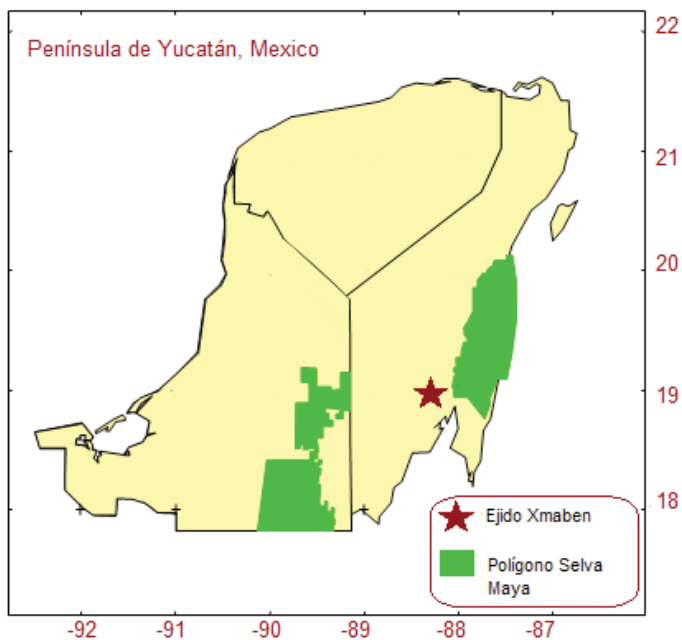 Península de Yucatán, Mexico
22
21
20
19
18
Ejido Xmaben
Polígono Selva
Maya
-92 -91 -90 -89 -88 -87